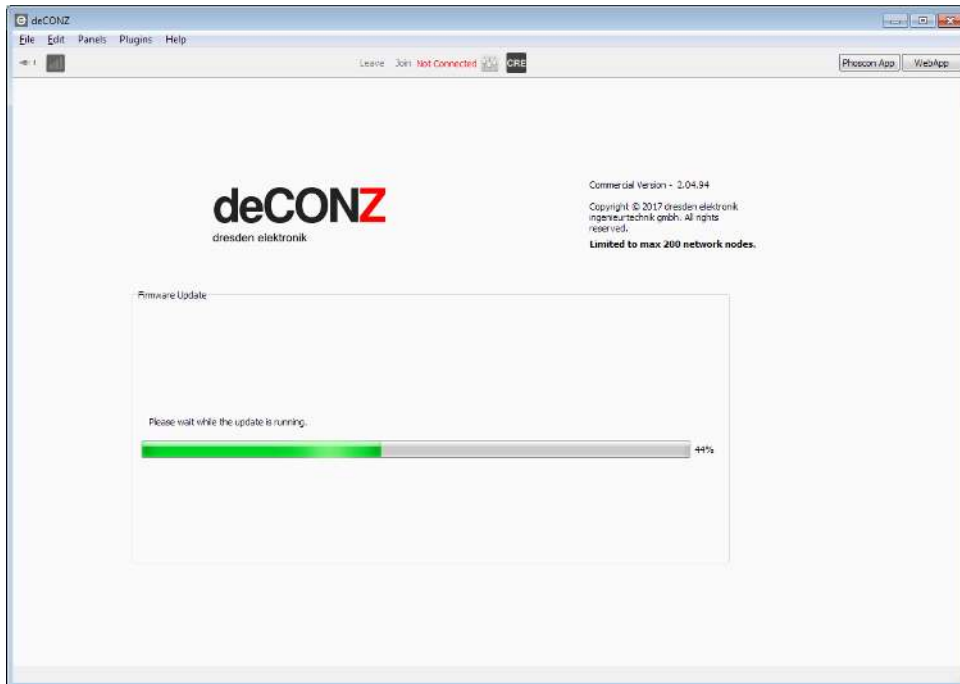 deCONZ
File Edit Panels Plugins Help
Leave Join Not Connected CRE Phoscon App WebApp
deCONZ
dresden elektronik
Commercial Version - 2.04.94
Copyright © 2017 dresden elektronik
ingenieurtechnik gmbh. All rights
reserved.
Limited to max 200 network nodes.
Firmware Update
Please wait while the update is running.
44%